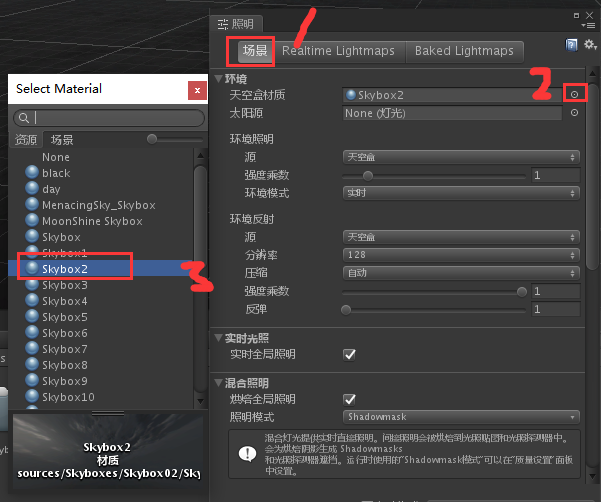 照明
1
场景 Realtime Lightmaps Baked Lightmaps
环境
天空盒材质 Skybox2
2
太阳源 None (灯光)
环境照明
源 天空盒
强度乘数 1
环境模式 实时
环境反射
源 天空盒
分辨率 128
压缩 自动
强度乘数 1
反弹 1
实时光照
实时全局照明
混合照明
烘焙全局照明
照明模式 Shadowmask
混合灯光提供实时直接照明。间接照明会被烘焙到光照贴图和光照探测器中。
会为烘焙阴影生成 Shadowmasks
和光照探测器遮挡。运行时使用的“Shadowmask模式”可以在“质量设置”面板
中设置。
Select Material
资源 场景
None
black
day
MenacingSky_Skybox
MoonShine Skybox
Skybox
Skybox1
Skybox2
3
Skybox3
Skybox4
Skybox5
Skybox6
Skybox7
Skybox8
Skybox9
Skybox10
Skybox2
材质
sources/Skyboxes/Skybox02/Sky